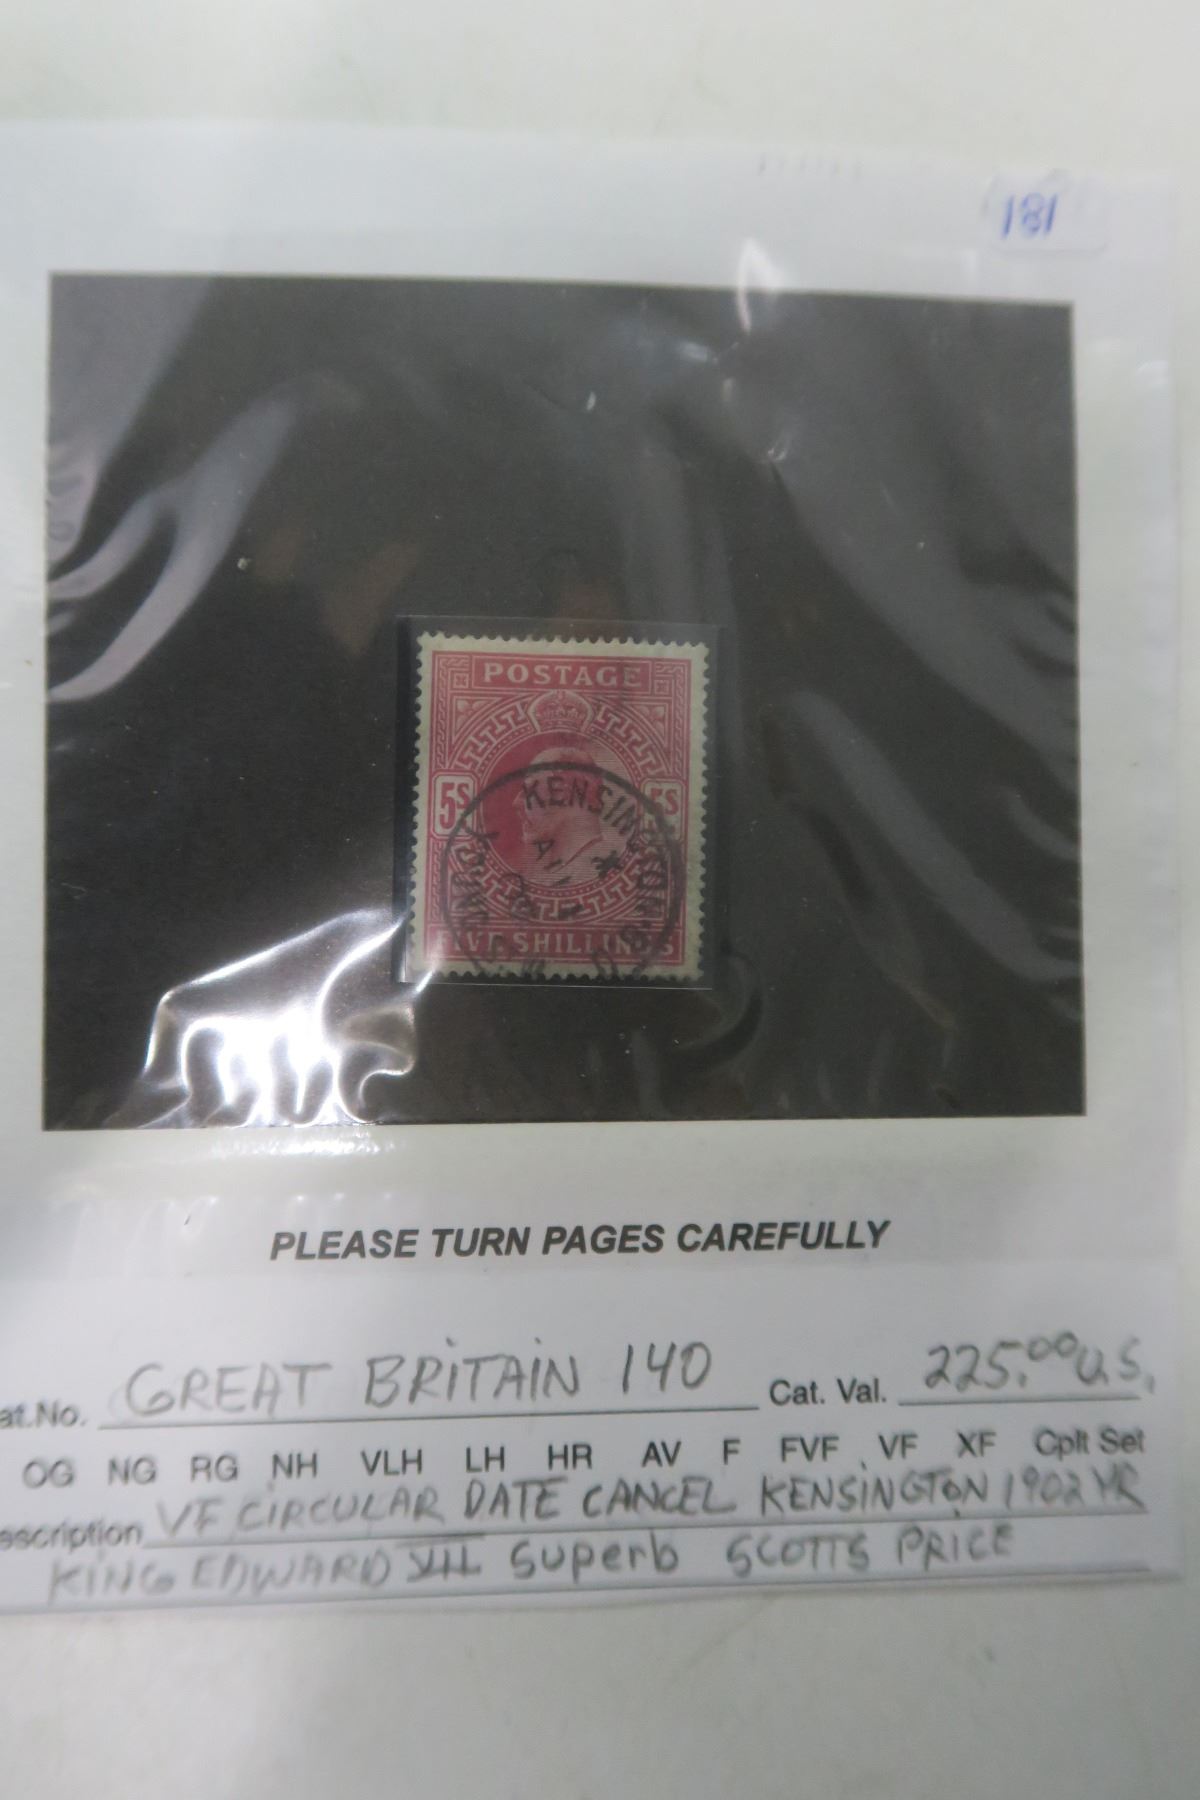 181
POSTAGE
5S 5S
KENSINGTON
FIVE SHILLINGS
PLEASE TURN PAGES CAREFULLY
at.No. GREAT BRITAIN 140 Cat. Val. 225.00 U.S.
OG NG RG NH VLH LH HR AV F FVF VF XF Cplt Set
escription VF CIRCULAR DATE CANCEL KENSINGTON 1902 YR
KING EDWARD VII superb SCOTTS PRICE